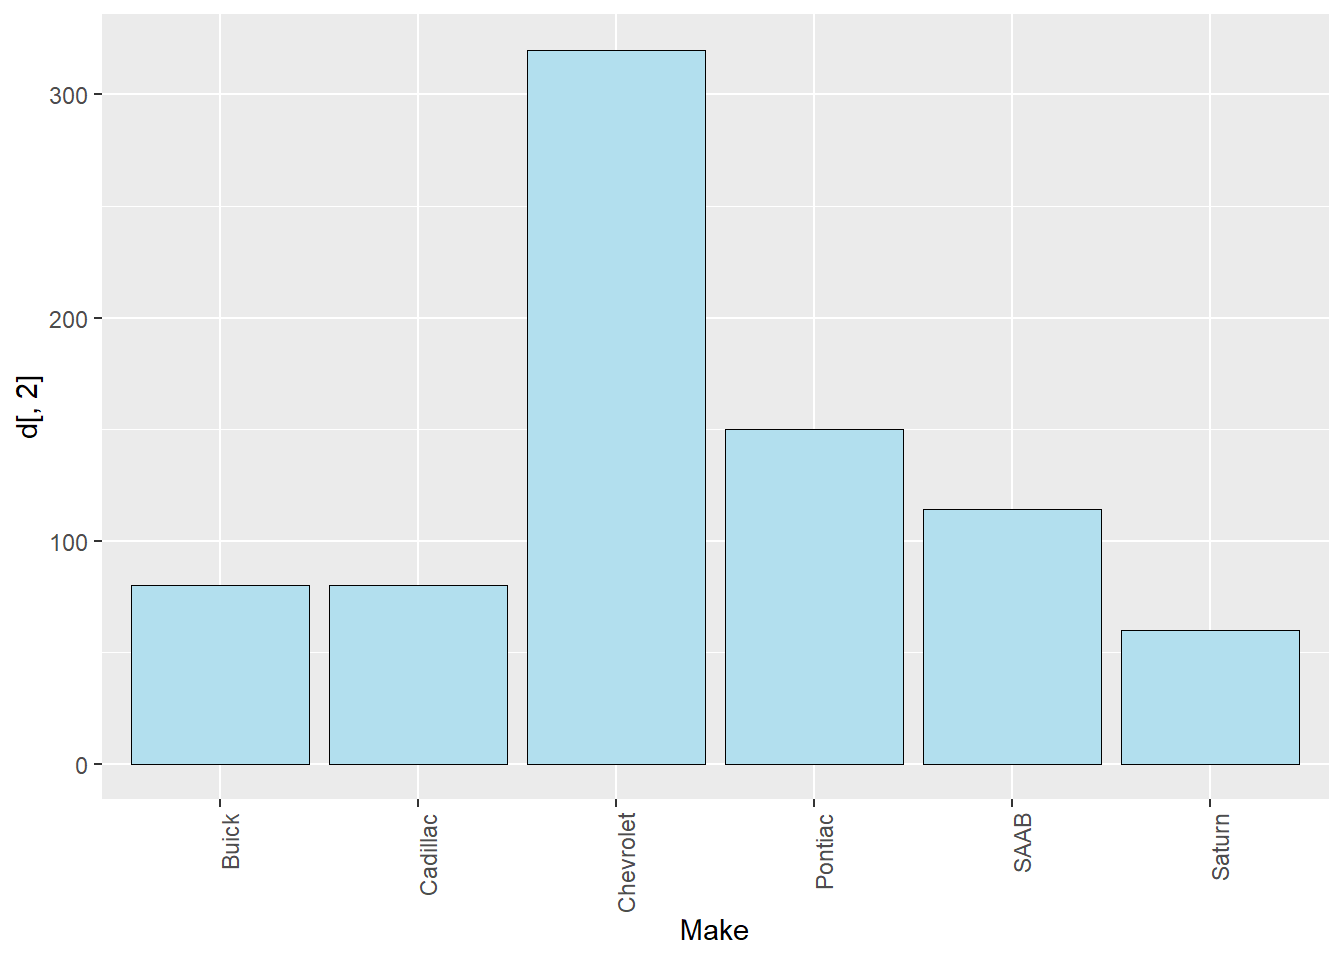 300
200
100
0
d[, 2]
Buick
Cadillac
Chevrolet
Pontiac
SAAB
Saturn
Make